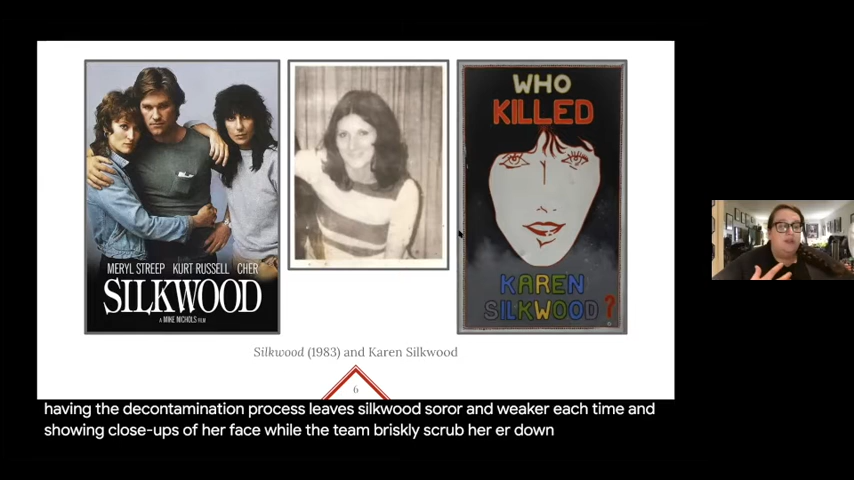 MERYL STREEP KURT RUSSELL CHER
SILKWOOD
A MIKE NICHOLS FILM
WHO
KILLED
KAREN
SILKWOOD?
Silkwood (1983) and Karen Silkwood
6
having the decontamination process leaves silkwood soror and weaker each time and
showing close-ups of her face while the team briskly scrub her er down